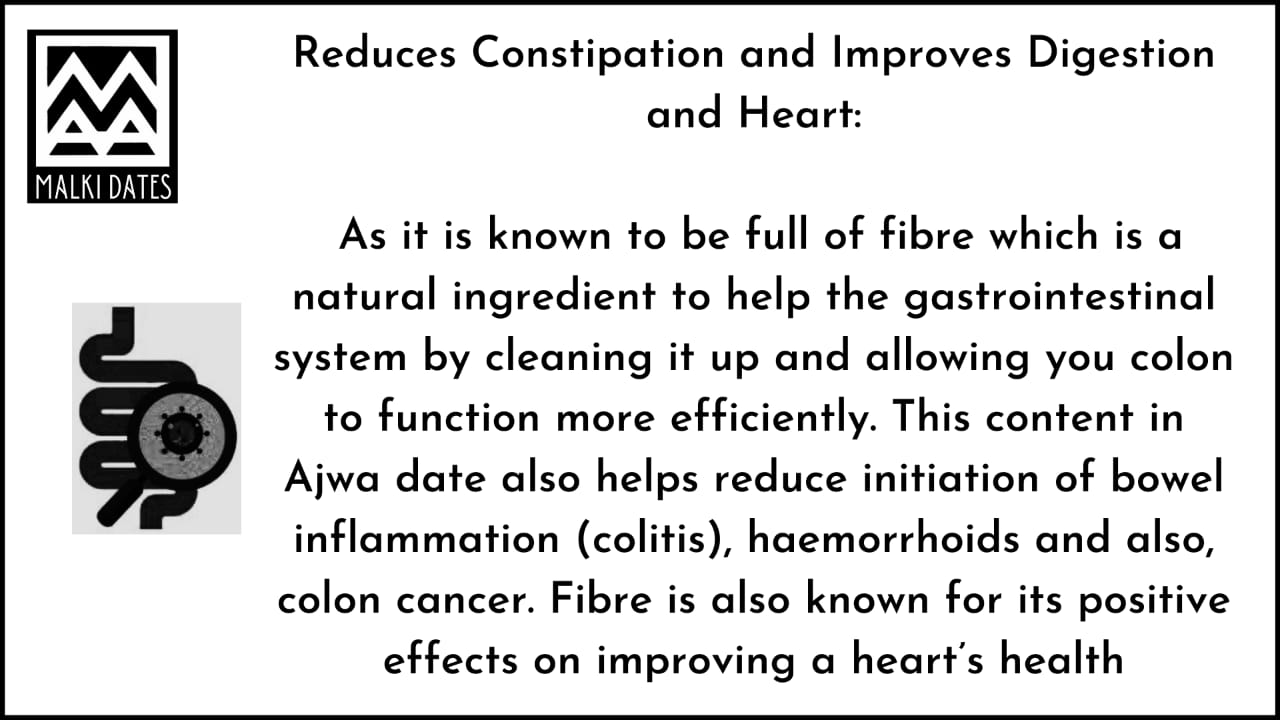 MALKI DATES
Reduces Constipation and Improves Digestion
and Heart:
As it is known to be full of fibre which is a
natural ingredient to help the gastrointestinal
system by cleaning it up and allowing you colon
to function more efficiently. This content in
Ajwa date also helps reduce initiation of bowel
inflammation (colitis), haemorrhoids and also,
colon cancer. Fibre is also known for its positive
effects on improving a heart’s health